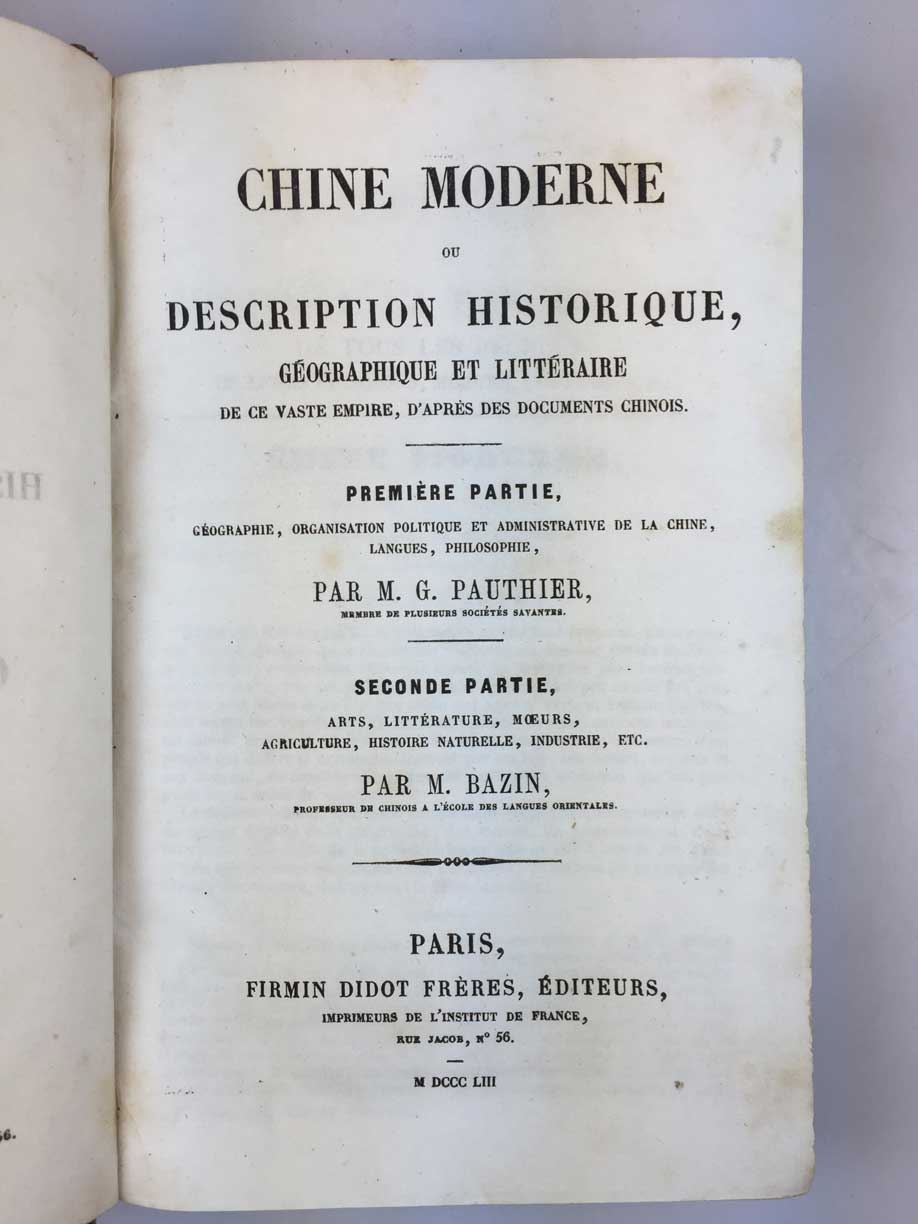 CHINE MODERNE
OU
DESCRIPTION HISTORIQUE,
GÉOGRAPHIQUE ET LITTÉRAIRE
DE CE VASTE EMPIRE, D'APRÈS DES DOCUMENTS CHINOIS.
PREMIÈRE PARTIE,
GÉOGRAPHIE, ORGANISATION POLITIQUE ET ADMINISTRATIVE DE LA CHINE,
LANGUES, PHILOSOPHIE,
PAR M. G. PAUTHIER,
MEMBRE DE PLUSIEURS SOCIÉTÉS SAVANTES.
SECONDE PARTIE,
ARTS, LITTÉRATURE, MŒURS,
AGRICULTURE, HISTOIRE NATURELLE, INDUSTRIE, ETC.
PAR M. BAZIN,
PROFESSEUR DE CHINOIS A L'ÉCOLE DES LANGUES ORIENTALES.
PARIS,
FIRMIN DIDOT FRÈRES, ÉDITEURS,
IMPRIMEURS DE L'INSTITUT DE FRANCE,
RUE JACOB, Nº 56.
M DCCC LIII
56.